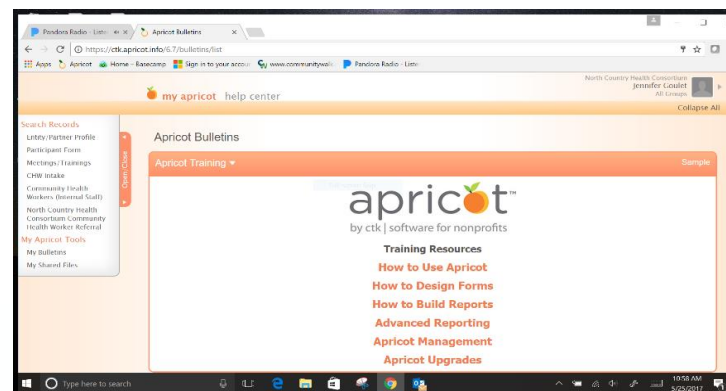 Pandora Radio - Liste
Apricot Bulletins
https://ctk.apricot.info/6.7/bulletins/list
Apps
Apricot
Home - Basecamp
Sign in to your accou
www.communitywalk
Pandora Radio - Liste
North Country Health Consortium
Jennifer Goulet
All Groups
my apricot help center
Collapse All
Search Records
Entity/Partner Profile
Participant Form
Meetings/Trainings
CHW Intake
Community Health
Workers (Internal Staff)
North Country Health
Consortium Community
Health Worker Referral
My Apricot Tools
My Bulletins
My Shared Files
Open/Close
Apricot Bulletins
Apricot Training
Sample
apricot™
by ctk | software for nonprofits
Training Resources
How to Use Apricot
How to Design Forms
How to Build Reports
Advanced Reporting
Apricot Management
Apricot Upgrades
Type here to search
10:58 AM
5/25/2017